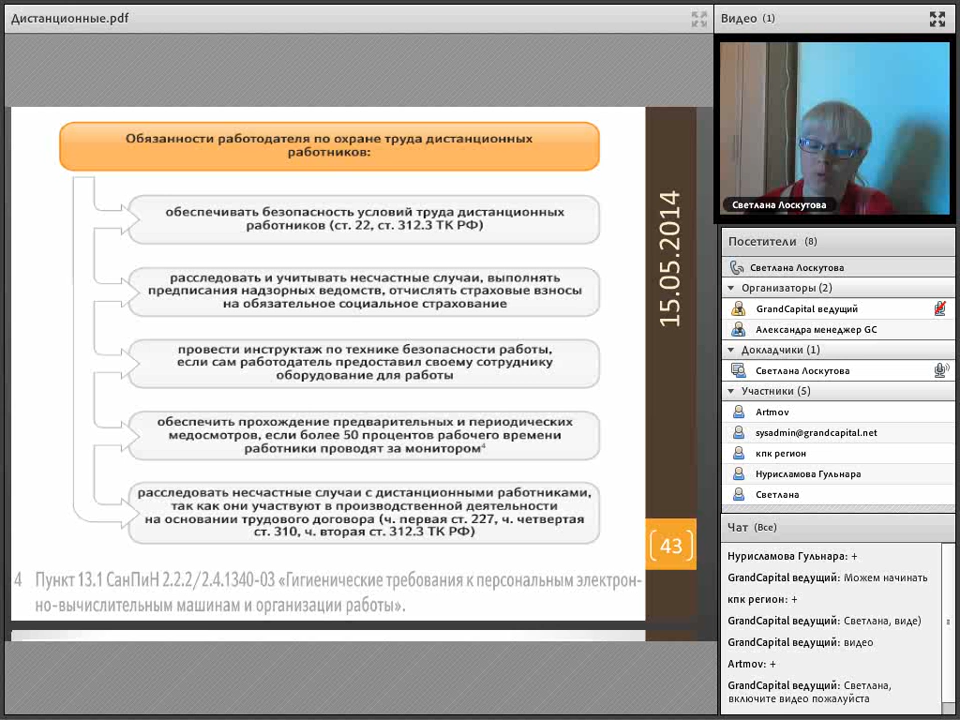 Дистанционные.pdf
Обязанности работодателя по охране труда дистанционных
работников:
обеспечивать безопасность условий труда дистанционных
работников (ст. 22, ст. 312.3 ТК РФ)
расследовать и учитывать несчастные случаи, выполнять
предписания надзорных ведомств, отчислять страховые взносы
на обязательное социальное страхование
провести инструктаж по технике безопасности работы,
если сам работодатель предоставил своему сотруднику
оборудование для работы
обеспечить прохождение предварительных и периодических
медосмотров, если более 50 процентов рабочего времени
работники проводят за монитором⁴
расследовать несчастные случаи с дистанционными работниками,
так как они участвуют в производственной деятельности
на основании трудового договора (ч. первая ст. 227, ч. четвертая
ст. 310, ч. вторая ст. 312.3 ТК РФ)
4 Пункт 13.1 СанПиН 2.2.2/2.4.1340-03 «Гигиенические требования к персональным электрон-
но-вычислительным машинам и организации работы».
15.05.2014
43
Видео (1)
Светлана Лоскутова
Посетители (8)
Светлана Лоскутова
Организаторы (2)
GrandCapital ведущий
Александра менеджер GC
Докладчики (1)
Светлана Лоскутова
Участники (5)
Artmov
sysadmin@grandcapital.net
кпк регион
Нурисламова Гульнара
Светлана
Чат (Все)
Нурисламова Гульнара: +
GrandCapital ведущий: Можем начинать
кпк регион: +
GrandCapital ведущий: Светлана, виде)
GrandCapital ведущий: видео
Artmov: +
GrandCapital ведущий: Светлана,
включите видео пожалуйста